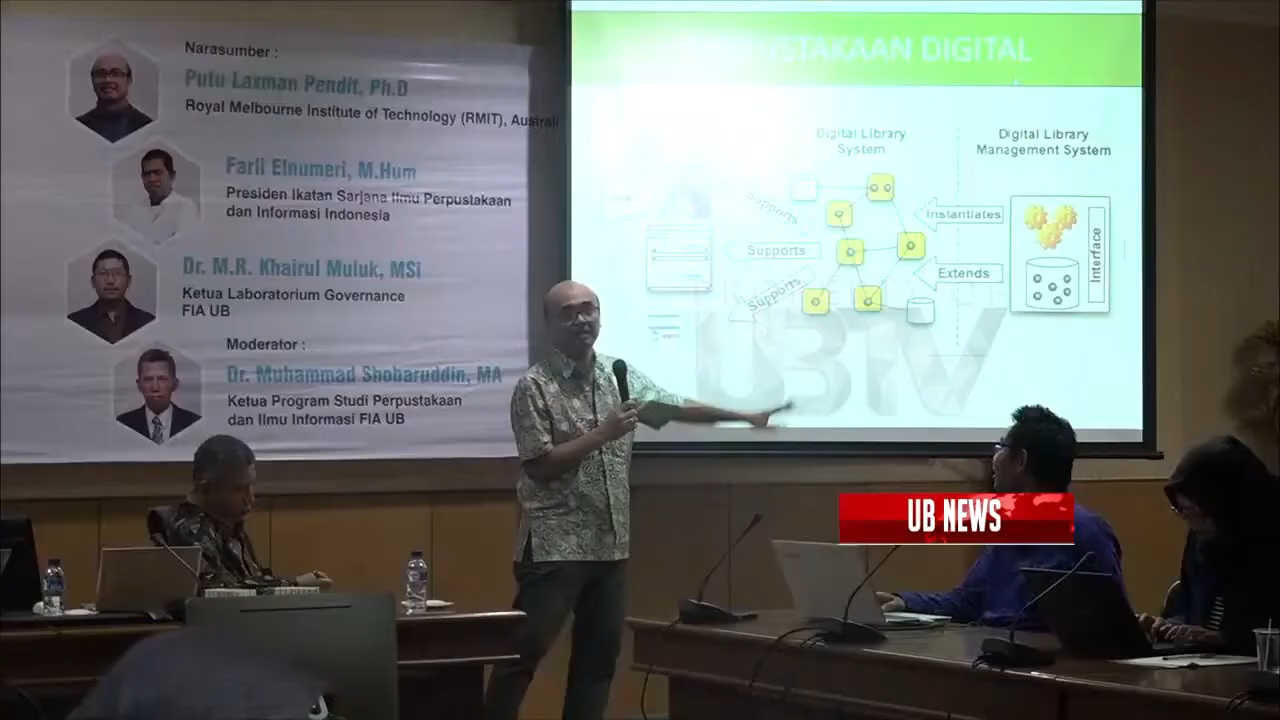 Narasumber :
Putu Laxman Pendit, Ph.D
Royal Melbourne Institute of Technology (RMIT), Australi
Farli Elnumeri, M.Hum
Presiden Ikatan Sarjana Ilmu Perpustakaan
dan Informasi Indonesia
Dr. M.R. Khairul Muluk, MSi
Ketua Laboratorium Governance
FIA UB
Moderator :
Dr. Muhammad Shobaruddin, MA
Ketua Program Studi Perpustakaan
dan Ilmu Informasi FIA UB
STAKAAN DIGITAL
Digital Library
System
Digital Library
Management System
Supports
Supports
Supports
Instantiates
Extends
Interface
UBTV
UB NEWS